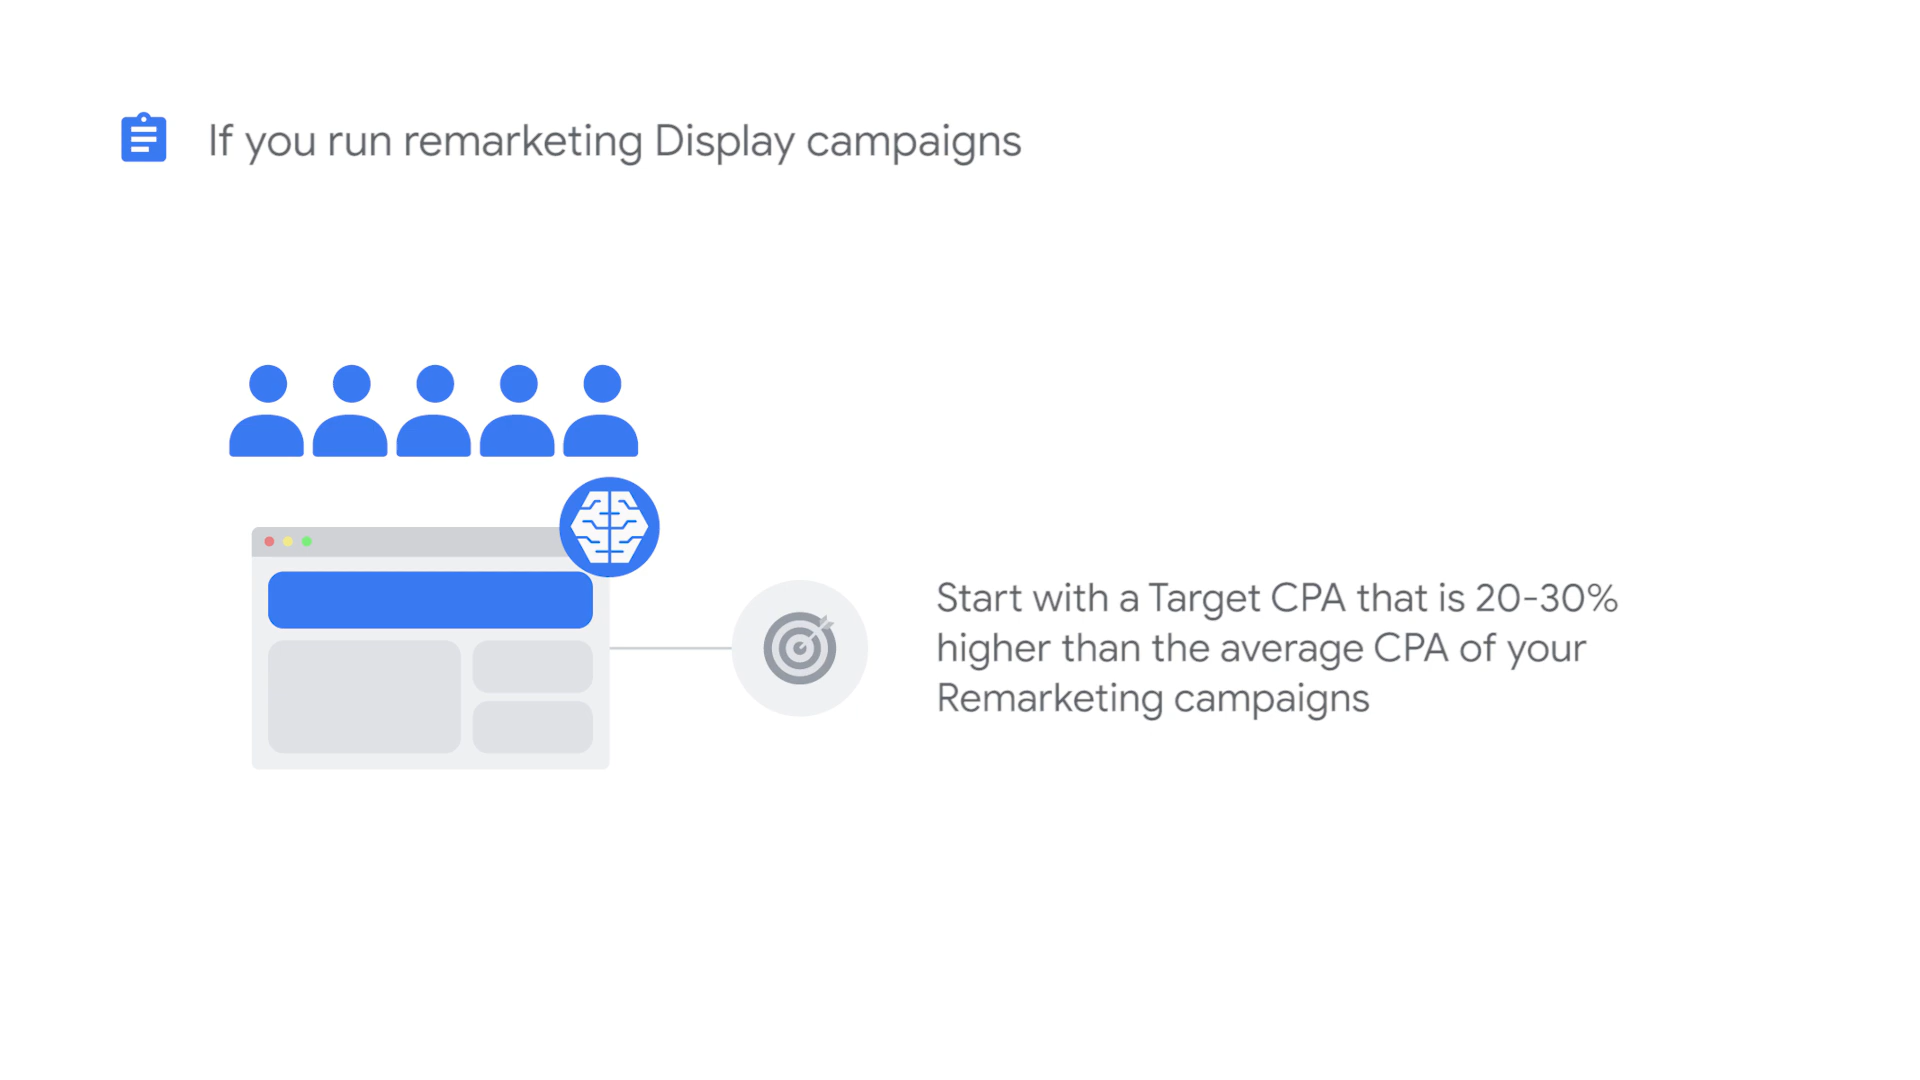 If you run remarketing Display campaigns
Start with a Target CPA that is 20-30%
higher than the average CPA of your
Remarketing campaigns